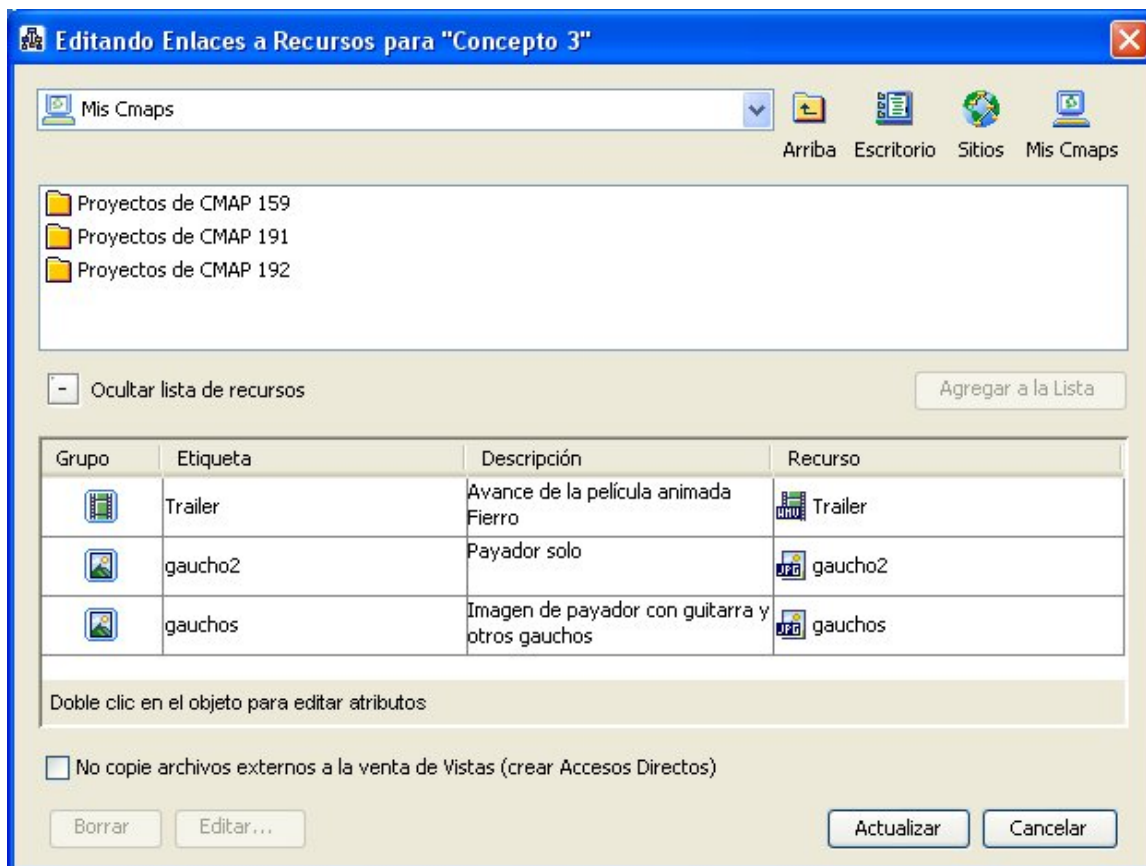 Editando Enlaces a Recursos para "Concepto 3"
Mis Cmaps
Arriba Escritorio Sitios Mis Cmaps
Proyectos de CMAP 159
Proyectos de CMAP 191
Proyectos de CMAP 192
- Ocultar lista de recursos Agregar a la Lista
Grupo Etiqueta Descripción Recurso
Trailer Avance de la película animada Fierro WMV Trailer
gaucho2 Payador solo JPG gaucho2
gauchos Imagen de payador con guitarra y otros gauchos JPG gauchos
Doble clic en el objeto para editar atributos
No copie archivos externos a la venta de Vistas (crear Accesos Directos)
Borrar Editar... Actualizar Cancelar